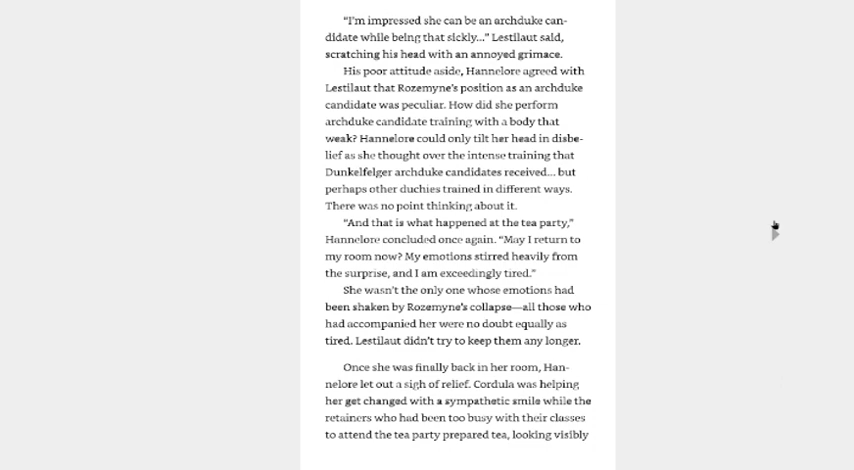 “I’m impressed she can be an archduke can-
didate while being that sickly...” Lestilaut said,
scratching his head with an annoyed grimace.
His poor attitude aside, Hannelore agreed with
Lestilaut that Rozemyne’s position as an archduke
candidate was peculiar. How did she perform
archduke candidate training with a body that
weak? Hannelore could only tilt her head in disbe-
lief as she thought over the intense training that
Dunkelfelger archduke candidates received... but
perhaps other duchies trained in different ways.
There was no point thinking about it.
“And that is what happened at the tea party,”
Hannelore concluded once again. “May I return to
my room now? My emotions stirred heavily from
the surprise, and I am exceedingly tired.”
She wasn’t the only one whose emotions had
been shaken by Rozemyne’s collapse—all those who
had accompanied her were no doubt equally as
tired. Lestilaut didn’t try to keep them any longer.
Once she was finally back in her room, Han-
nelore let out a sigh of relief. Cordula was helping
her get changed with a sympathetic smile while the
retainers who had been too busy with their classes
to attend the tea party prepared tea, looking visibly